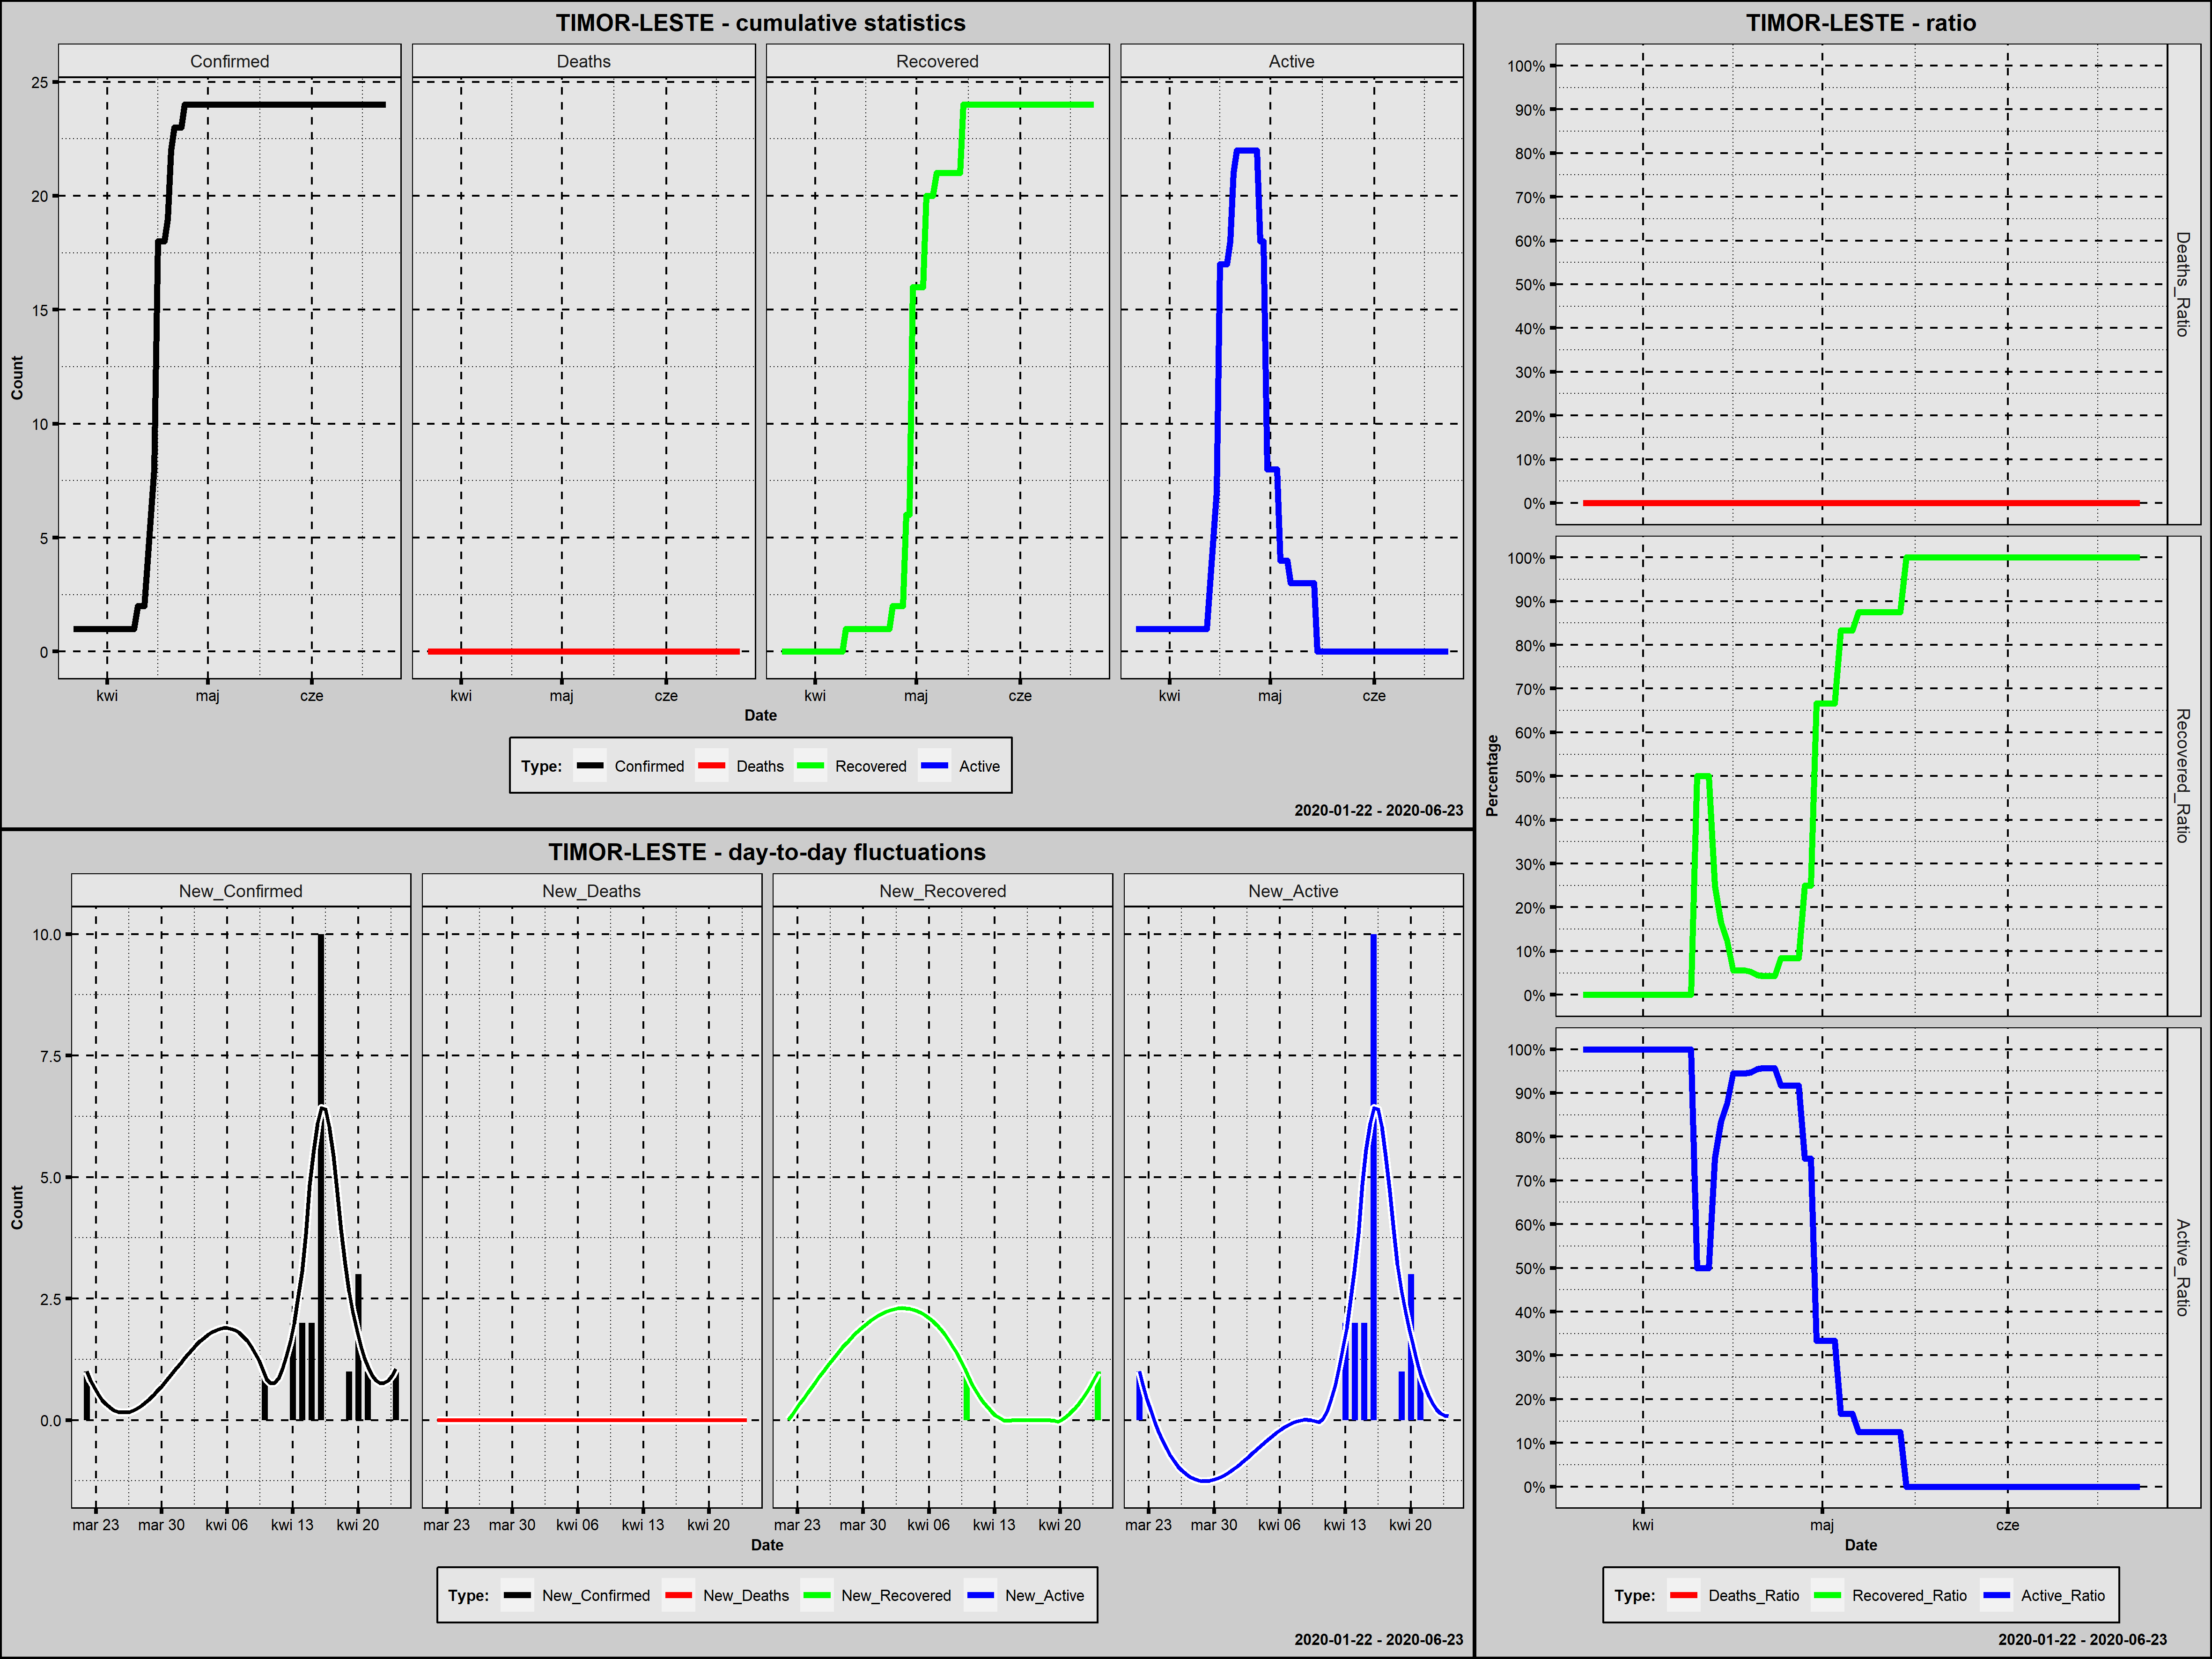 TIMOR-LESTE - cumulative statistics
Confirmed Deaths Recovered Active
Count
25
20
15
10
5
0
kwi maj cze kwi maj cze kwi maj cze kwi maj cze
Date
Type: Confirmed Deaths Recovered Active
2020-01-22 - 2020-06-23
TIMOR-LESTE - day-to-day fluctuations
New_Confirmed New_Deaths New_Recovered New_Active
Count
10.0
7.5
5.0
2.5
0.0
mar 23 mar 30 kwi 06 kwi 13 kwi 20 mar 23 mar 30 kwi 06 kwi 13 kwi 20 mar 23 mar 30 kwi 06 kwi 13 kwi 20 mar 23 mar 30 kwi 06 kwi 13 kwi 20
Date
Type: New_Confirmed New_Deaths New_Recovered New_Active
2020-01-22 - 2020-06-23
TIMOR-LESTE - ratio
Percentage
100%
90%
80%
70%
60%
50%
40%
30%
20%
10%
0%
Deaths_Ratio
100%
90%
80%
70%
60%
50%
40%
30%
20%
10%
0%
Recovered_Ratio
100%
90%
80%
70%
60%
50%
40%
30%
20%
10%
0%
Active_Ratio
kwi maj cze
Date
Type: Deaths_Ratio Recovered_Ratio Active_Ratio
2020-01-22 - 2020-06-23